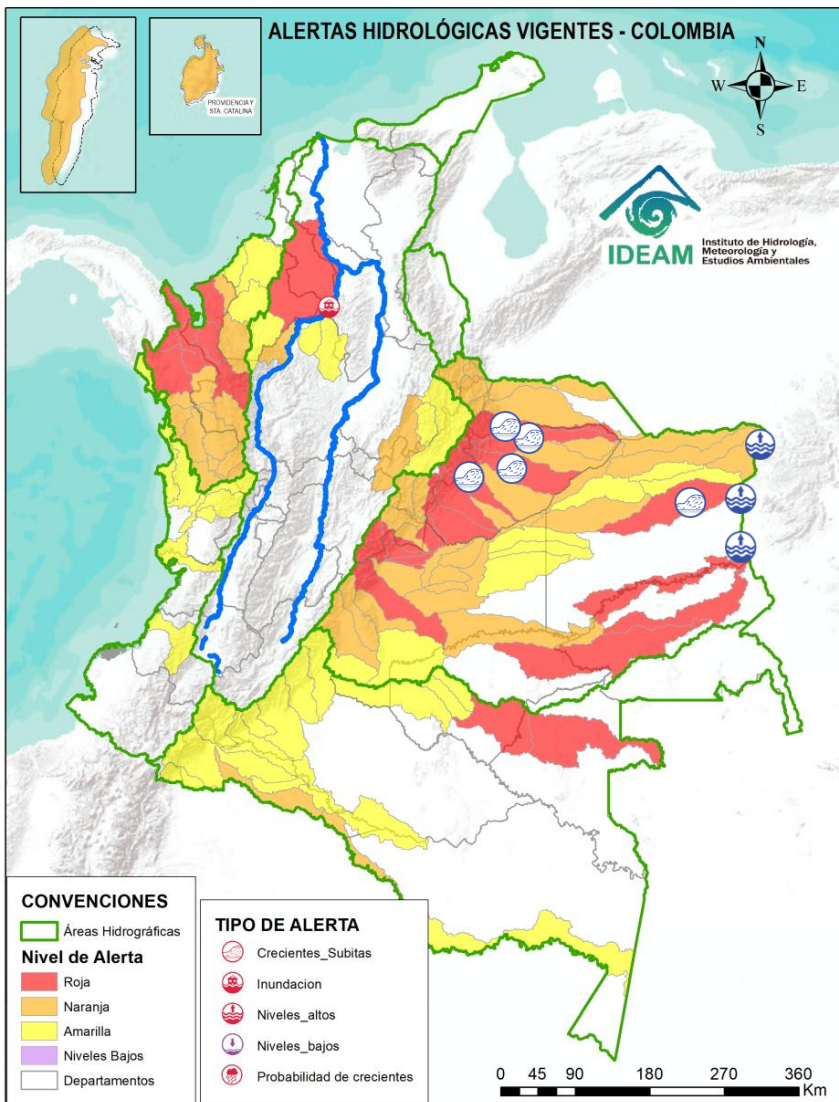 ALERTAS HIDROLÓGICAS VIGENTES - COLOMBIA
PROVIDENCIA Y
STA. CATALINA
N
W
E
S
IDEAM
Instituto de Hidrología,
Meteorología y
Estudios Ambientales
CONVENCIONES
Áreas Hidrográficas
Nivel de Alerta
Roja
Naranja
Amarilla
Niveles Bajos
Departamentos
TIPO DE ALERTA
Crecientes_Subitas
Inundacion
Niveles_altos
Niveles_bajos
Probabilidad de crecientes
0 45 90 180 270 360
Km